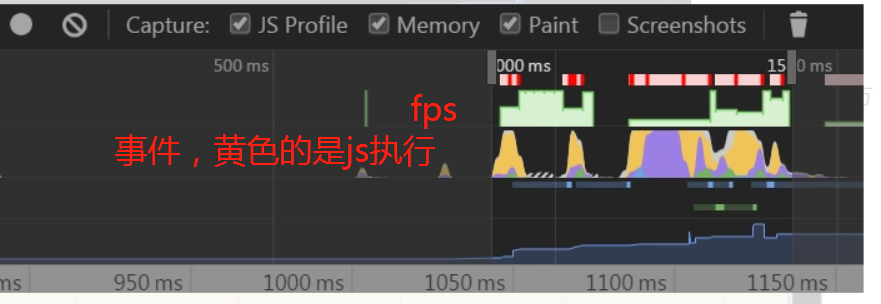 Capture: JS Profile Memory Paint Screenshots
500 ms 000 ms 15 0 ms
fps
事件，黄色的是js执行
ms 950 ms 1000 ms 1050 ms 1100 ms 1150 ms